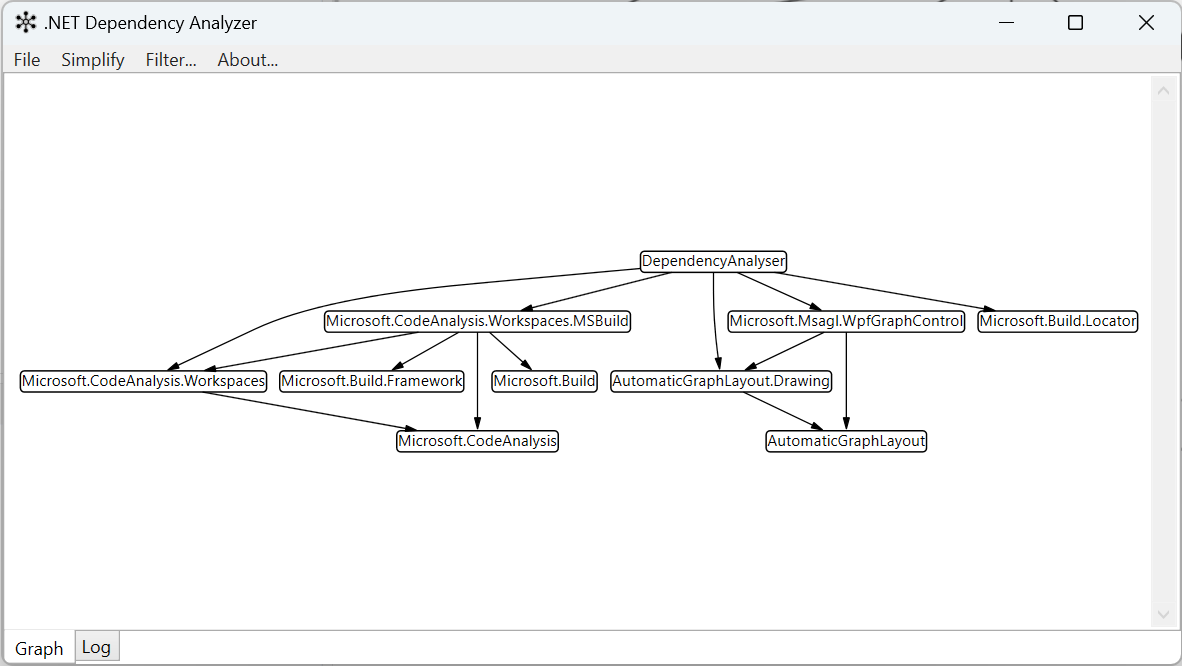 .NET Dependency Analyzer
File Simplify Filter... About...
DependencyAnalyser
Microsoft.CodeAnalysis.Workspaces.MSBuild Microsoft.Msagl.WpfGraphControl Microsoft.Build.Locator
Microsoft.CodeAnalysis.Workspaces Microsoft.Build.Framework Microsoft.Build AutomaticGraphLayout.Drawing
Microsoft.CodeAnalysis AutomaticGraphLayout
Graph Log